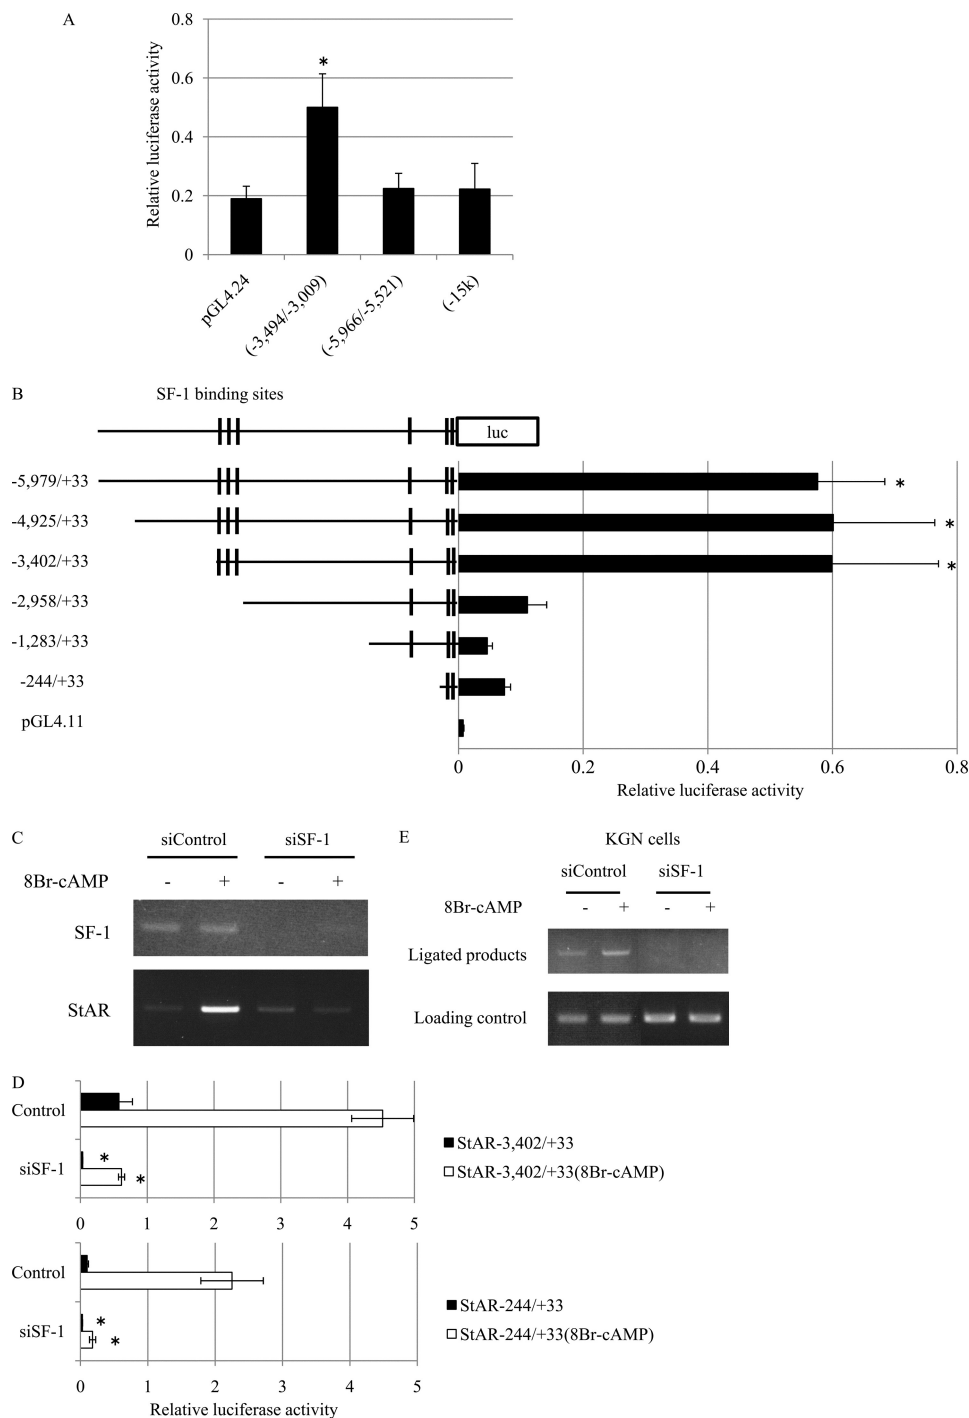 A
Relative luciferase activity
0.8
0.6
0.4
0.2
0
*
pGL4.24
(-3,494/-3,009)
(-5,966/-5,521)
(-15k)
B
SF-1 binding sites
luc
-5,979/+33
*
-4,925/+33
*
-3,402/+33
*
-2,958/+33
-1,283/+33
-244/+33
pGL4.11
0 0.2 0.4 0.6 0.8
Relative luciferase activity
C
siControl siSF-1
8Br-cAMP - + - +
SF-1
StAR
E
KGN cells
siControl siSF-1
8Br-cAMP - + - +
Ligated products
Loading control
D
Control
siSF-1
*
*
0 1 2 3 4 5
StAR-3,402/+33
StAR-3,402/+33(8Br-cAMP)
Control
siSF-1
*
*
0 1 2 3 4 5
Relative luciferase activity
StAR-244/+33
StAR-244/+33(8Br-cAMP)